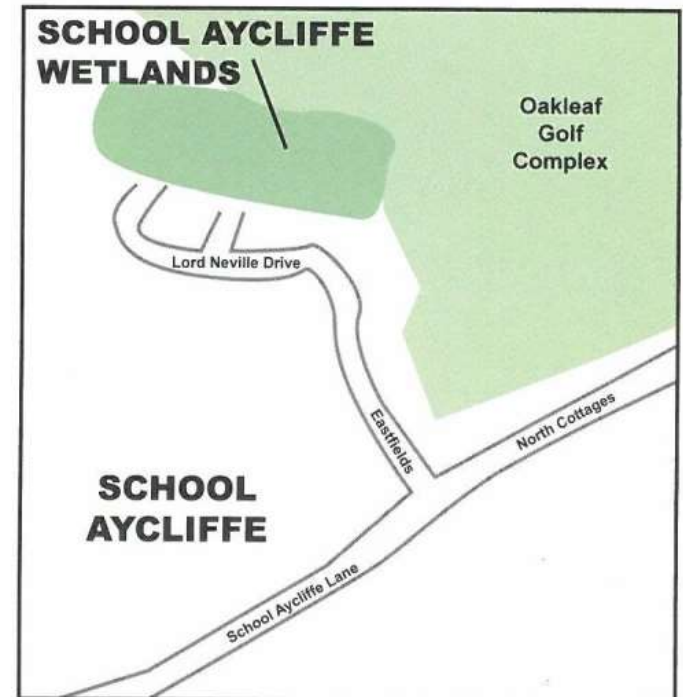 SCHOOL AYCLIFFE
WETLANDS
Oakleaf
Golf
Complex
Lord Neville Drive
Eastfields
North Cottages
SCHOOL
AYCLIFFE
School Aycliffe Lane